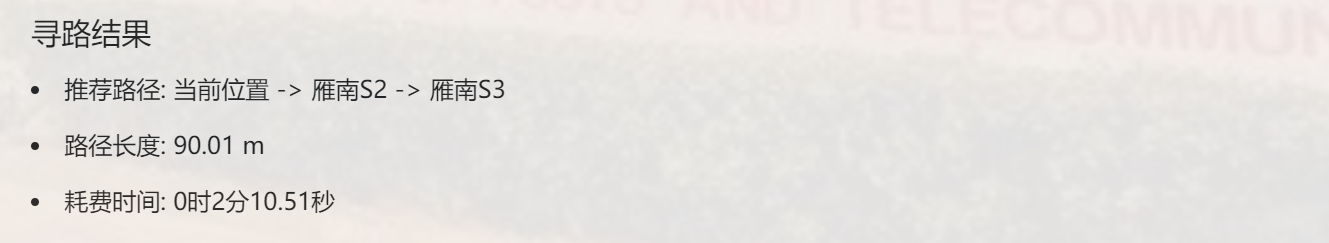 AND TELECOMMUN
寻路结果
推荐路径: 当前位置 -> 雁南S2 -> 雁南S3
路径长度: 90.01 m
耗费时间: 0时2分10.51秒